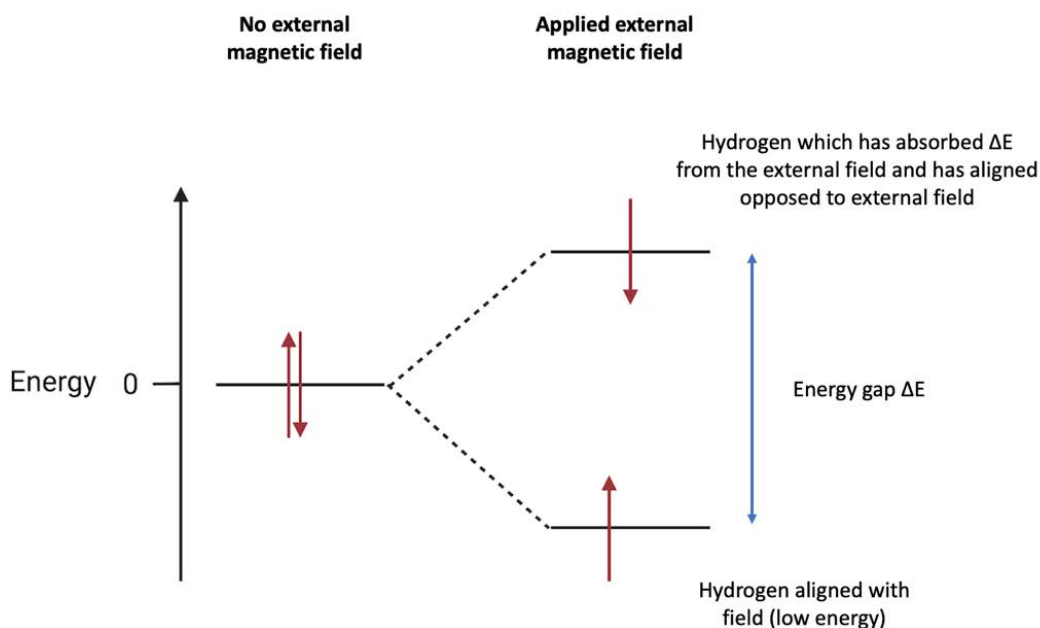 No external
magnetic field
Applied external
magnetic field
Hydrogen which has absorbed ΔE
from the external field and has aligned
opposed to external field
Energy 0
Energy gap ΔE
Hydrogen aligned with
field (low energy)